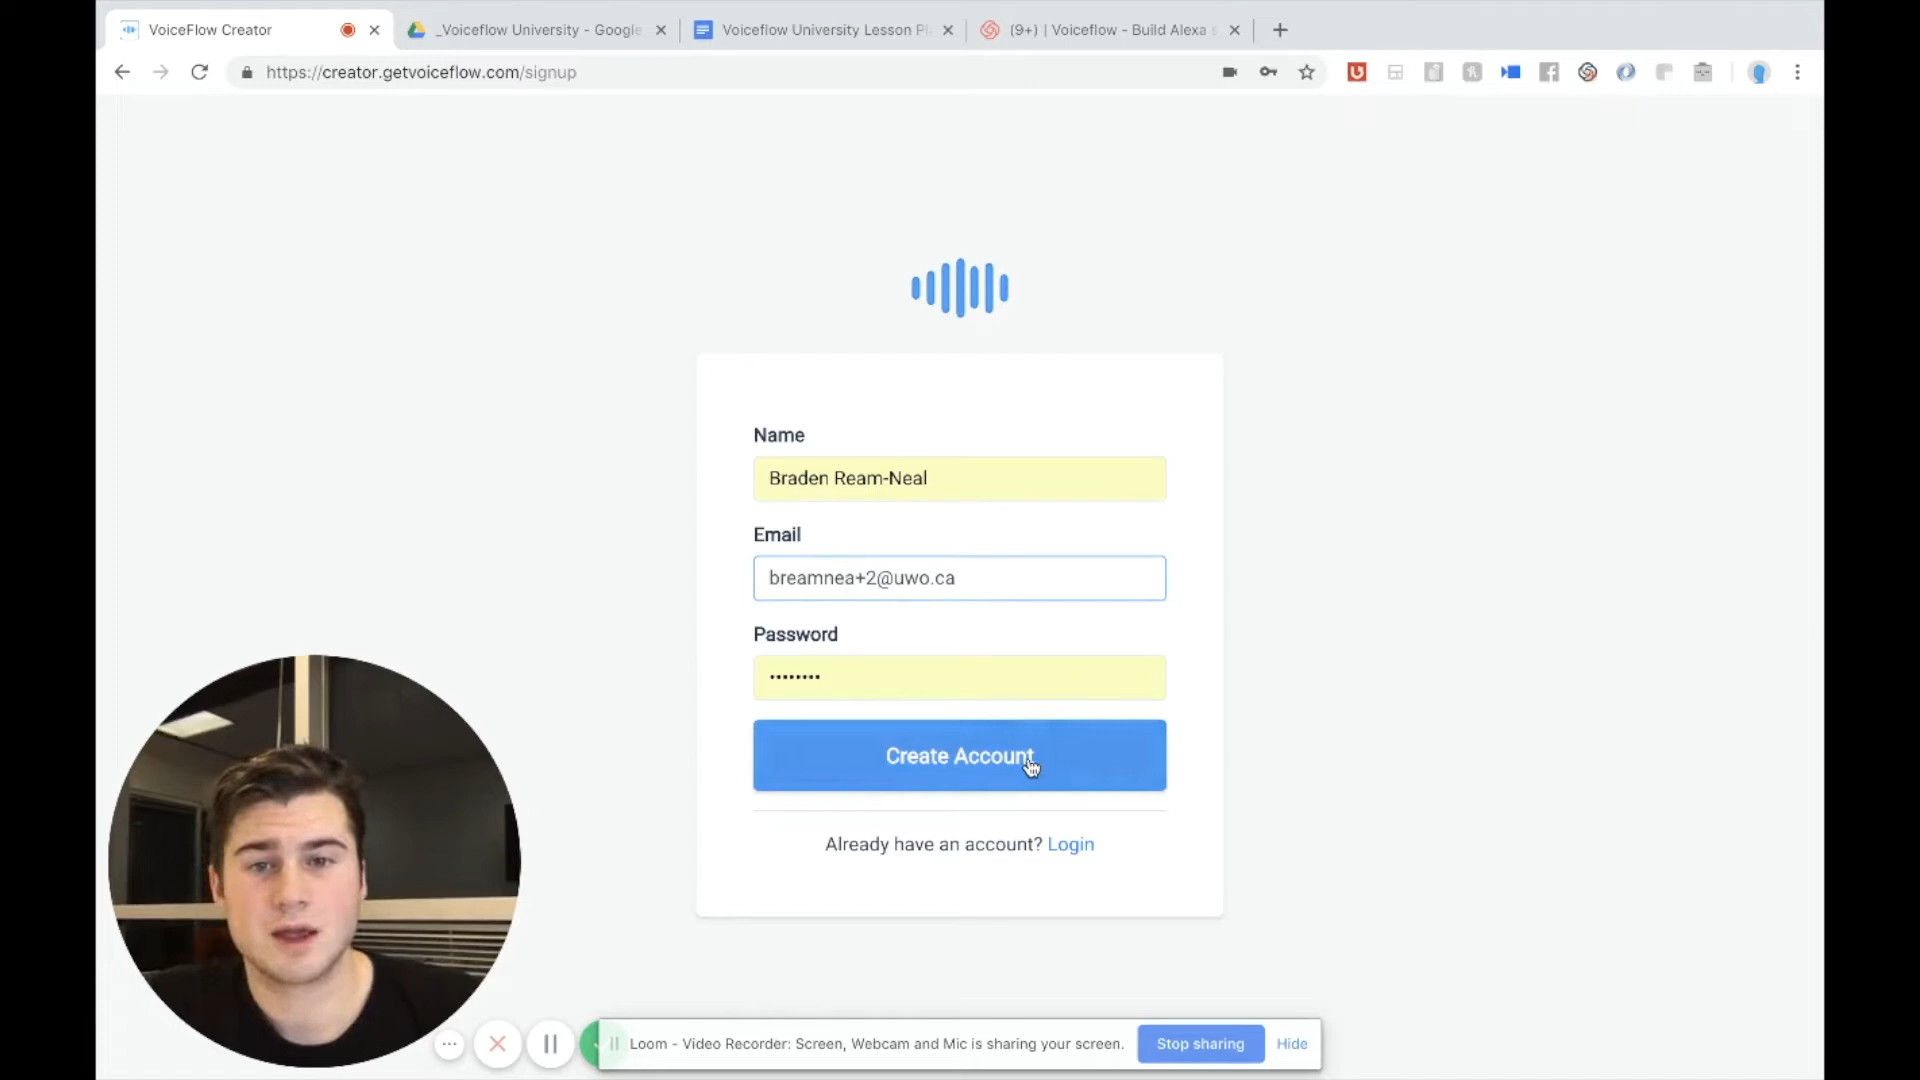 VoiceFlow Creator
_Voiceflow University - Google
Voiceflow University Lesson Pl
(9+) | Voiceflow - Build Alexa s
https://creator.getvoiceflow.com/signup
Name
Braden Ream-Neal
Email
breamnea+2@uwo.ca
Password
••••••••
Create Account
Already have an account? Login
Loom - Video Recorder: Screen, Webcam and Mic is sharing your screen.
Stop sharing
Hide